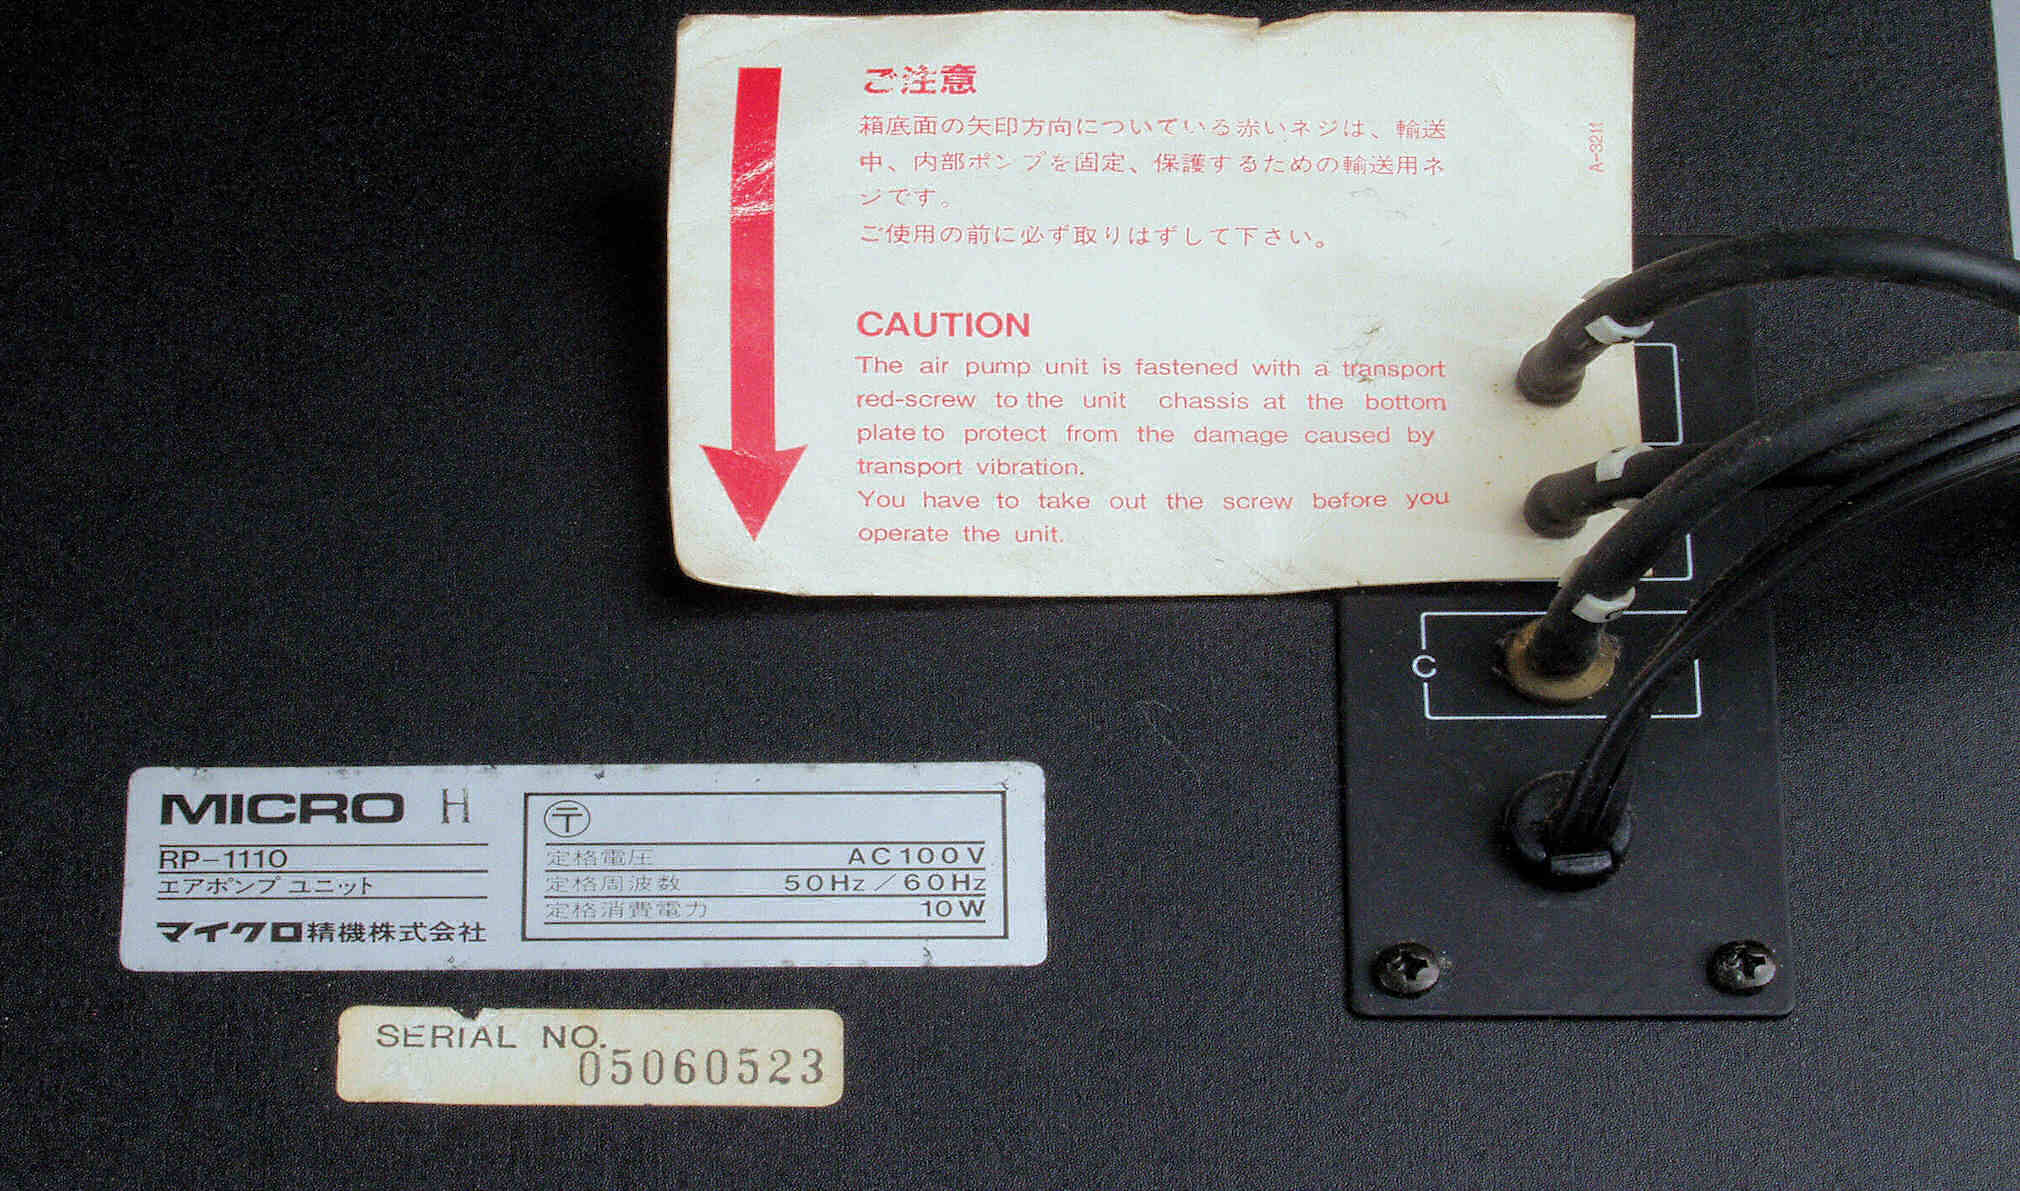 ご注意
箱底面の矢印方向についている赤いネジは、輸送
中、内部ポンプを固定、保護するための輸送用ネ
ジです。
ご使用の前に必ず取りはずして下さい。
A-3211
CAUTION
The air pump unit is fastened with a transport
red-screw to the unit chassis at the bottom
plate to protect from the damage caused by
transport vibration.
You have to take out the screw before you
operate the unit.
C
MICRO H
RP-1110
エアポンプ ユニット
マイクロ精機株式会社
〒
定格電圧 AC100V
定格周波数 50Hz/60Hz
定格消費電力 10W
SERIAL NO.
05060523